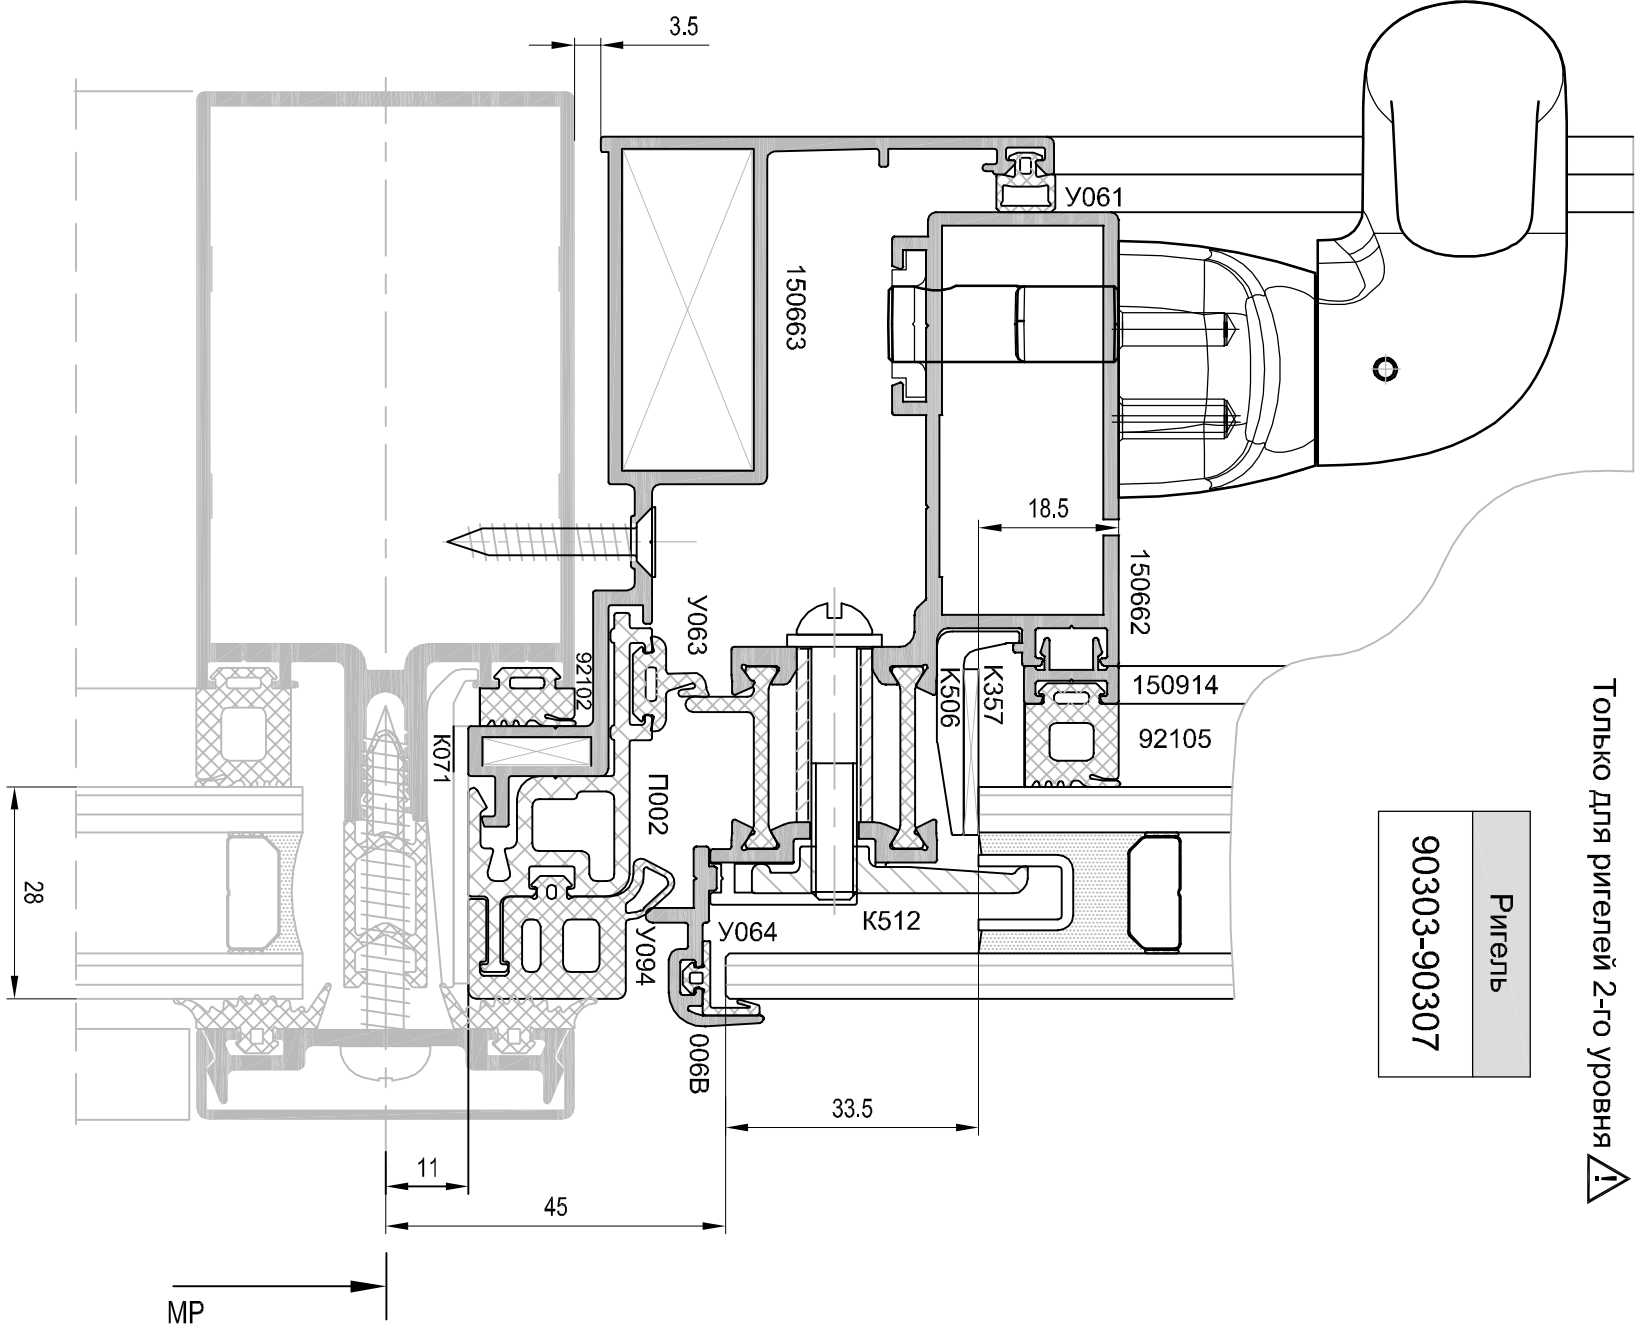 3.5
У061
150663
18.5
150662
У063
92102
К506
К357
150914
92105
К071
П002
28
У094
У064
К512
006В
33.5
11
45
МР
Ригель
90303-90307
Только для ригелей 2-го уровня
!